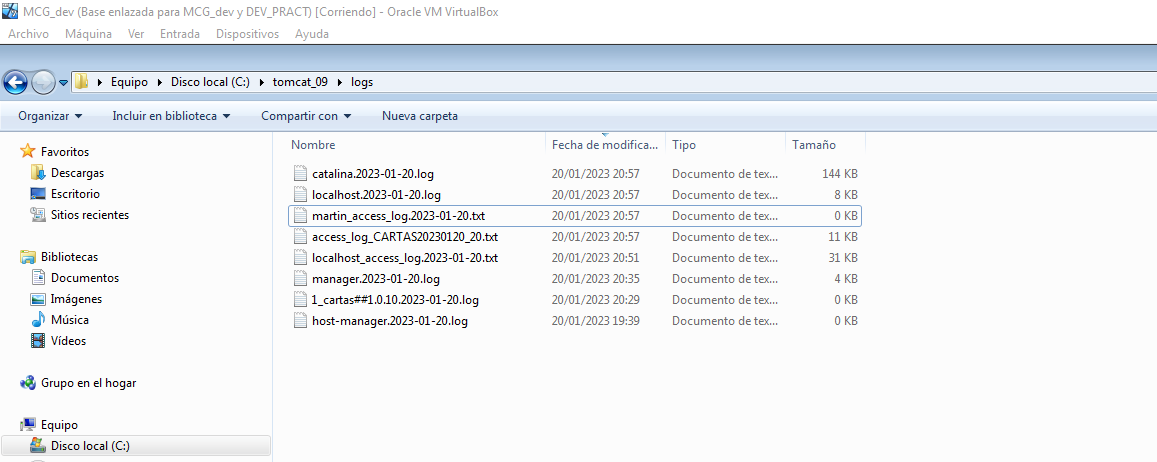 MCG_dev (Base enlazada para MCG_dev y DEV_PRACT) [Corriendo] - Oracle VM VirtualBox
Archivo Máquina Ver Entrada Dispositivos Ayuda
Equipo Disco local (C:) tomcat_09 logs
Organizar Incluir en biblioteca Compartir con Nueva carpeta
Favoritos
Descargas
Escritorio
Sitios recientes
Bibliotecas
Documentos
Imágenes
Música
Vídeos
Grupo en el hogar
Equipo
Disco local (C:)
Nombre Fecha de modifica... Tipo Tamaño
catalina.2023-01-20.log 20/01/2023 20:57 Documento de tex... 144 KB
localhost.2023-01-20.log 20/01/2023 20:57 Documento de tex... 8 KB
martin_access_log.2023-01-20.txt 20/01/2023 20:57 Documento de tex... 0 KB
access_log_CARTAS20230120_20.txt 20/01/2023 20:57 Documento de tex... 11 KB
localhost_access_log.2023-01-20.txt 20/01/2023 20:51 Documento de tex... 31 KB
manager.2023-01-20.log 20/01/2023 20:35 Documento de tex... 4 KB
1_cartas##1.0.10.2023-01-20.log 20/01/2023 20:29 Documento de tex... 0 KB
host-manager.2023-01-20.log 20/01/2023 19:39 Documento de tex... 0 KB